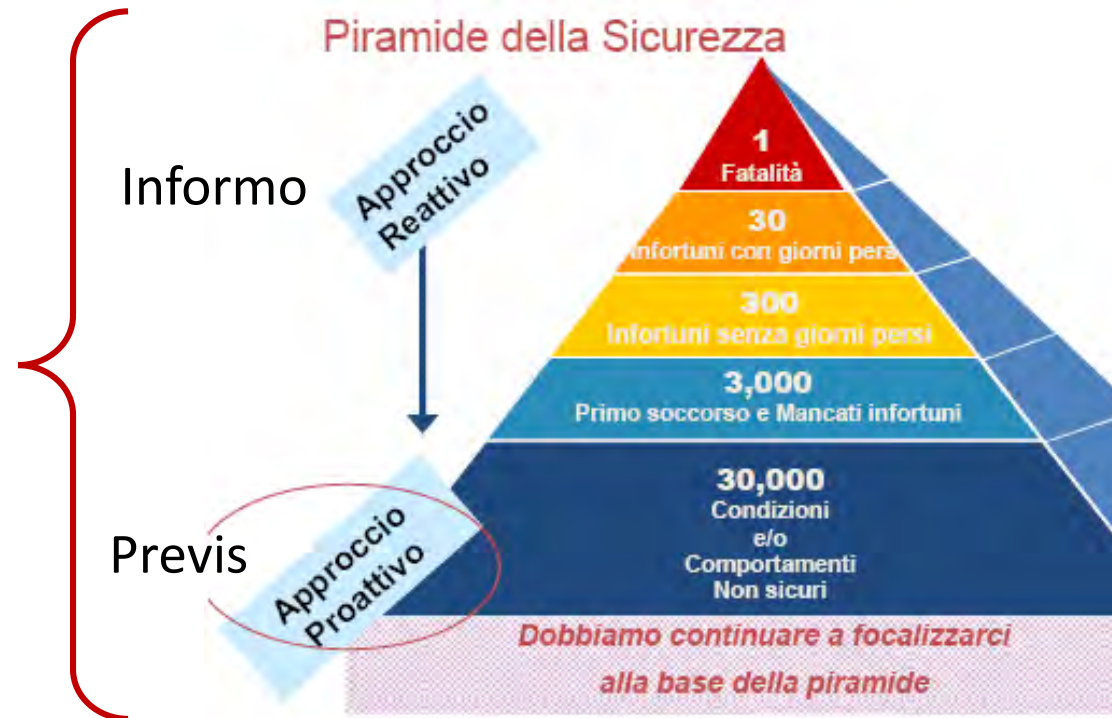 Piramide della Sicurezza
Informo
Approccio
Reattivo
1
Fatalità
30
Infortuni con giorni pers
300
Infortuni senza giorni persi
3,000
Primo soccorso e Mancati infortuni
30,000
Condizioni
e/o
Comportamenti
Non sicuri
Previs
Approccio
Proattivo
Dobbiamo continuare a focalizzarci
alla base della piramide